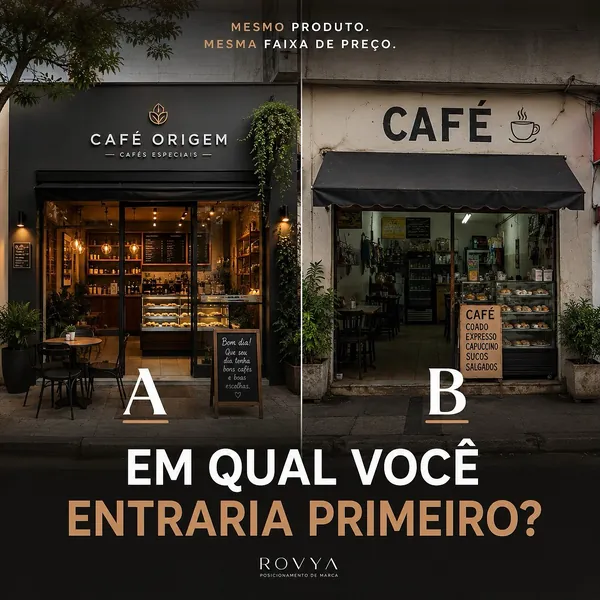 MESMO PRODUTO.
MESMA FAIXA DE PREÇO.
CAFÉ ORIGEM
— CAFÉS ESPECIAIS —
Bom dia!
Que seu
dia tenha
bons cafés
e boas
escolhas.
♡
A
CAFÉ
CAFÉ
COADO
EXPRESSO
CAPUCCINO
SUCOS
SALGADOS
B
EM QUAL VOCÊ
ENTRARIA PRIMEIRO?
ROVYA
POSICIONAMENTO DE MARCA